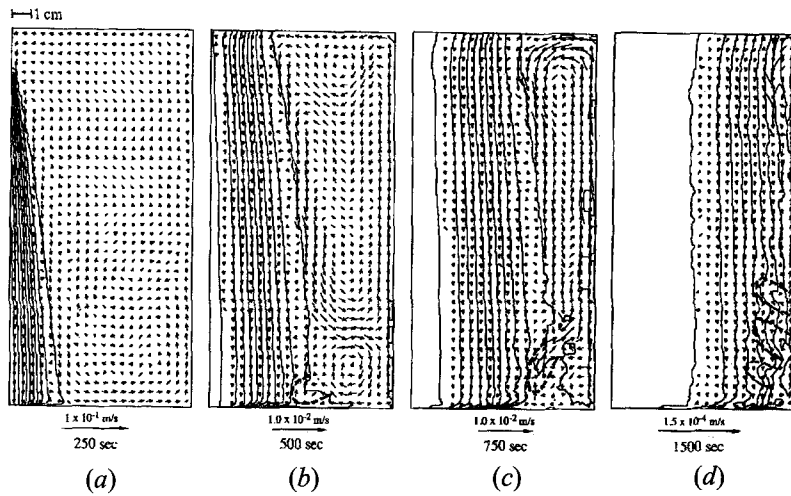 1 cm
1 x 10⁻¹ m/s
250 sec
(a)
1.0 x 10⁻² m/s
500 sec
(b)
1.0 x 10⁻² m/s
750 sec
(c)
1.5 x 10⁻⁴ m/s
1500 sec
(d)